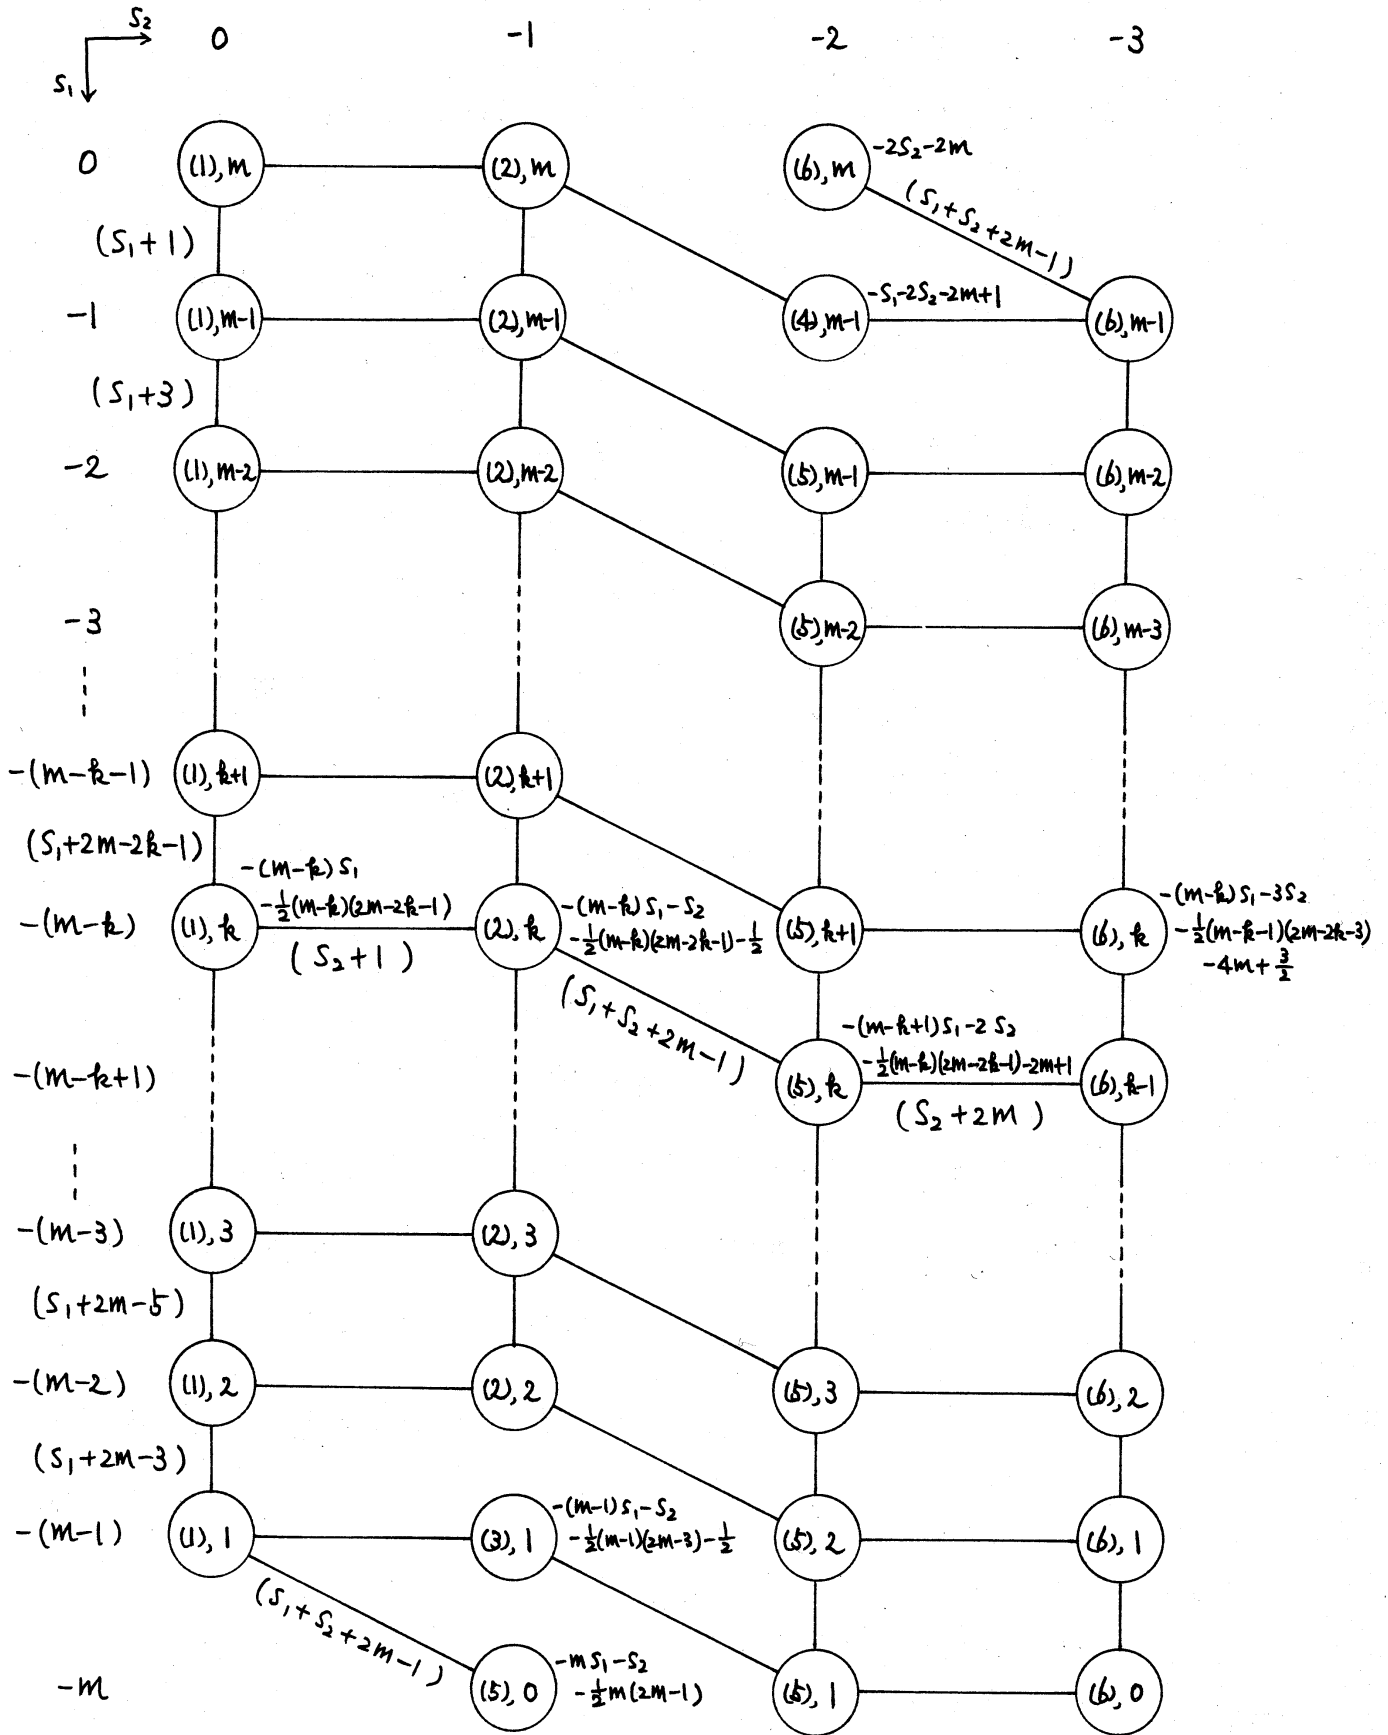 S₂
0 -1 -2 -3
S₁
0 (1),m (2),m (6),m -2S₂-2m
(S₁+1) (S₁+S₂+2m-1)
-1 (1),m-1 (2),m-1 (4),m-1 -S₁-2S₂-2m+1 (6),m-1
(S₁+3)
-2 (1),m-2 (2),m-2 (5),m-1 (6),m-2
-3 (5),m-2 (6),m-3
-(m-k-1) (1),k+1 (2),k+1
(S₁+2m-2k-1)
-(m-k)S₁
-½(m-k)(2m-2k-1)
-(m-k) (1),k (2),k (5),k+1 (6),k
(S₂+1)
-(m-k)S₁-S₂
-½(m-k)(2m-2k-1)-½
-(m-k)S₁-3S₂
-½(m-k-1)(2m-2k-3)
-4m+3/2
(S₁+S₂+2m-1)
-(m-k+1)S₁-2S₂
-½(m-k)(2m-2k-1)-2m+1
-(m-k+1) (5),k (6),k-1
(S₂+2m)
-(m-3) (1),3 (2),3
(S₁+2m-5)
-(m-2) (1),2 (2),2 (5),3 (6),2
(S₁+2m-3)
-(m-1)S₁-S₂
-½(m-1)(2m-3)-½
-(m-1) (1),1 (3),1 (5),2 (6),1
(S₁+S₂+2m-1)
-mS₁-S₂
-½m(2m-1)
-m (5),0 (5),1 (6),0